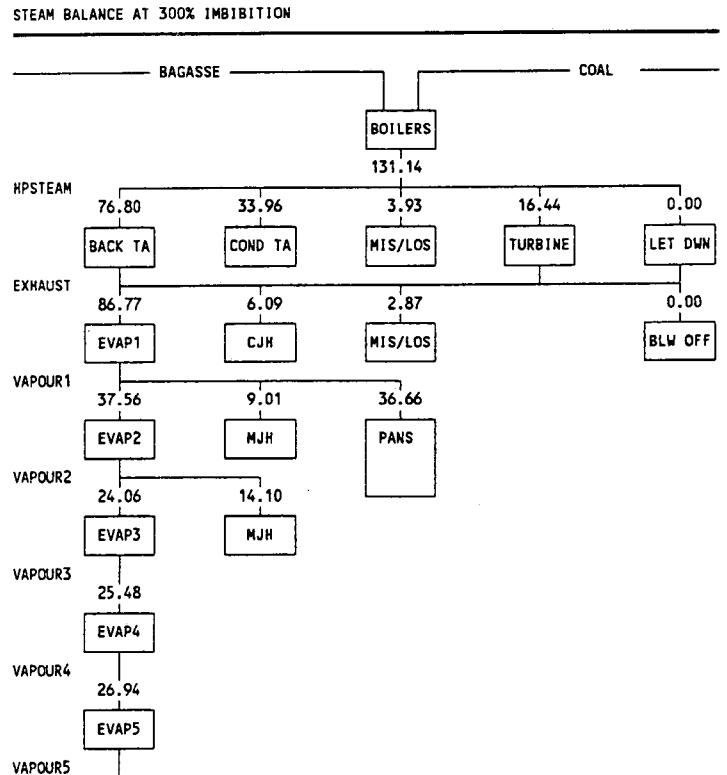 STEAM BALANCE AT 300% IMBIBITION
BAGASSE COAL
BOILERS
131.14
HPSTEAM
76.80 33.96 3.93 16.44 0.00
BACK TA COND TA MIS/LOS TURBINE LET DWN
EXHAUST
86.77 6.09 2.87 0.00
EVAP1 CJH MIS/LOS BLW OFF
VAPOUR1
37.56 9.01 36.66
EVAP2 MJH PANS
VAPOUR2
24.06 14.10
EVAP3 MJH
VAPOUR3
25.48
EVAP4
VAPOUR4
26.94
EVAP5
VAPOUR5